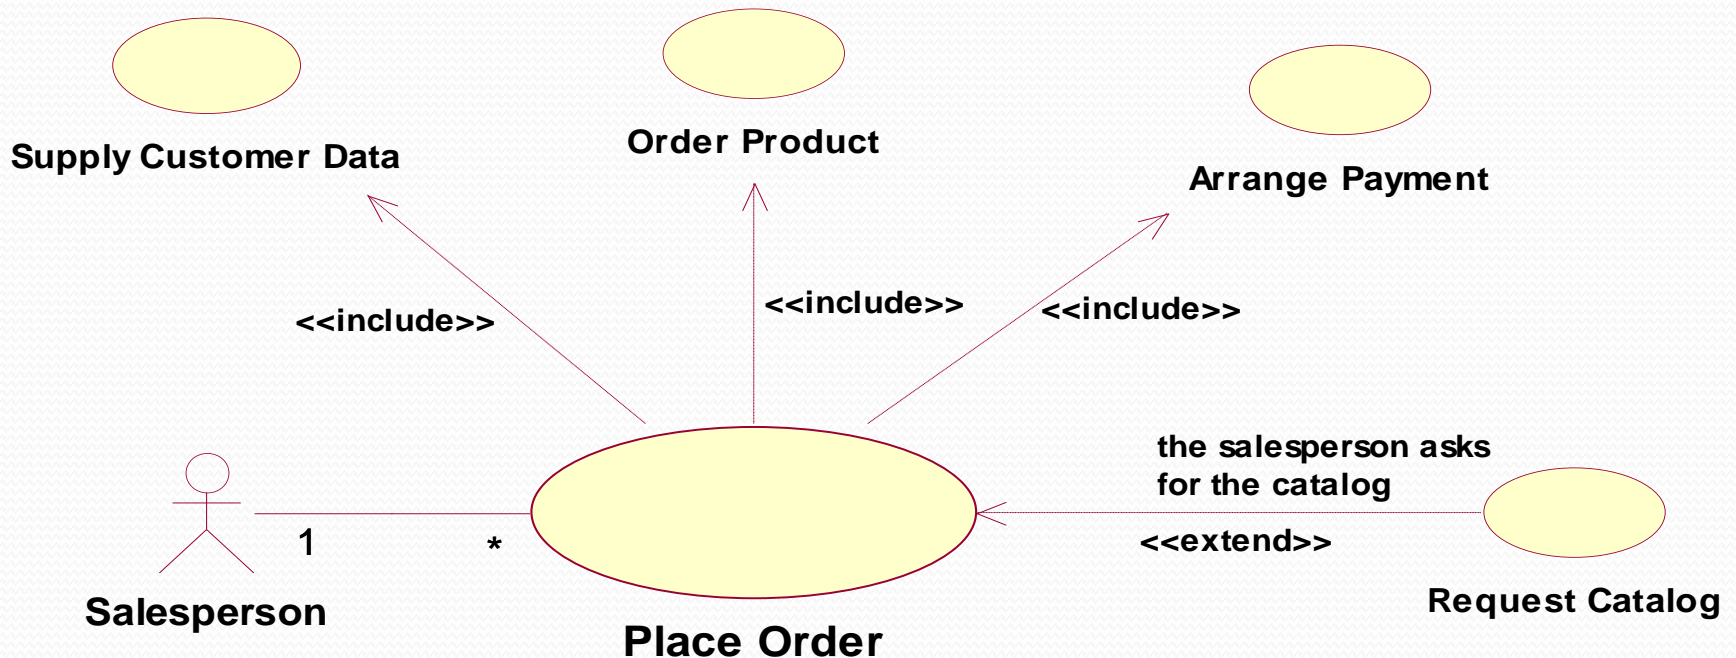 Order Product
Supply Customer Data
Arrange Payment
<<include>>
<<include>>
<<include>>
the salesperson asks
for the catalog
<<extend>>
1
*
Salesperson
Place Order
Request Catalog